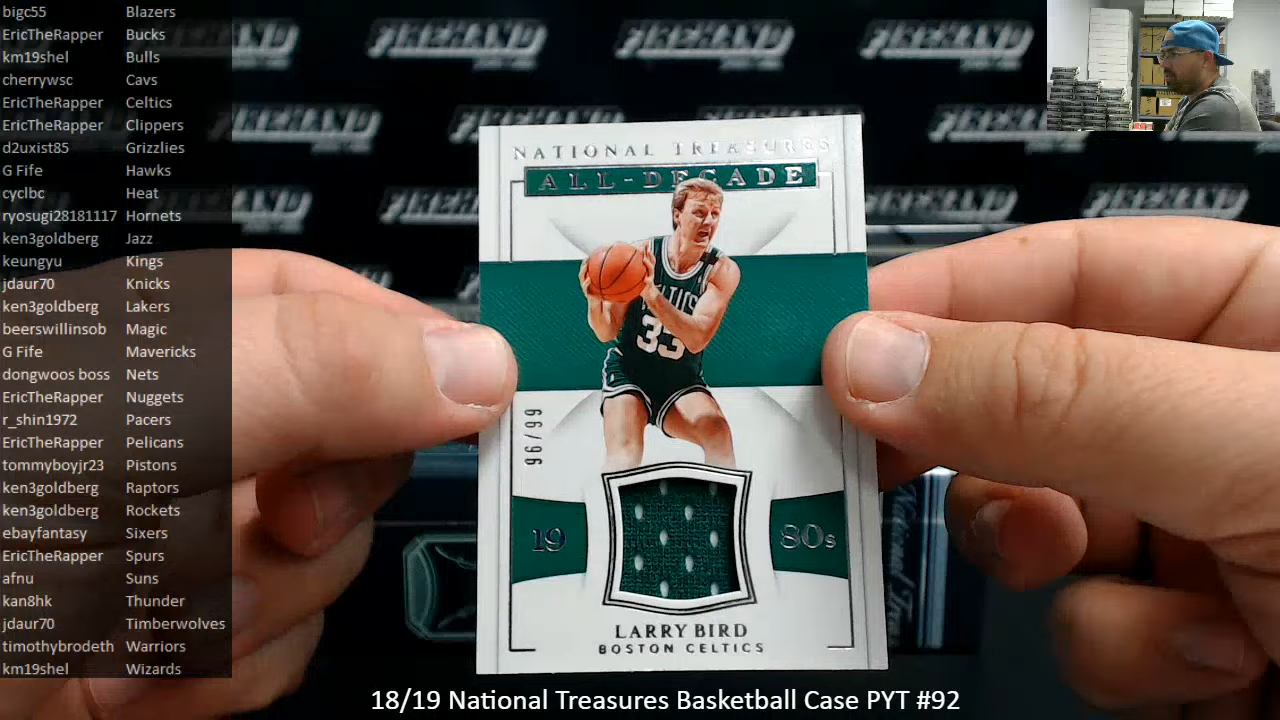 bigc55 Blazers
EricTheRapper Bucks
km19shel Bulls
cherrywsc Cavs
EricTheRapper Celtics
EricTheRapper Clippers
d2uxist85 Grizzlies
G Fife Hawks
cyclbc Heat
ryosugi28181117 Hornets
ken3goldberg Jazz
keungyu Kings
jdaur70 Knicks
ken3goldberg Lakers
beerswillinsob Magic
G Fife Mavericks
dongwoos boss Nets
EricTheRapper Nuggets
r_shin1972 Pacers
EricTheRapper Pelicans
tommyboyjr23 Pistons
ken3goldberg Raptors
ken3goldberg Rockets
ebayfantasy Sixers
EricTheRapper Spurs
afnu Suns
kan8hk Thunder
jdaur70 Timberwolves
timothybrodeth Warriors
km19shel Wizards
NATIONAL TREASURES
ALL-DECADE
CELTICS
33
96/99
19 80s
LARRY BIRD
BOSTON CELTICS
18/19 National Treasures Basketball Case PYT #92